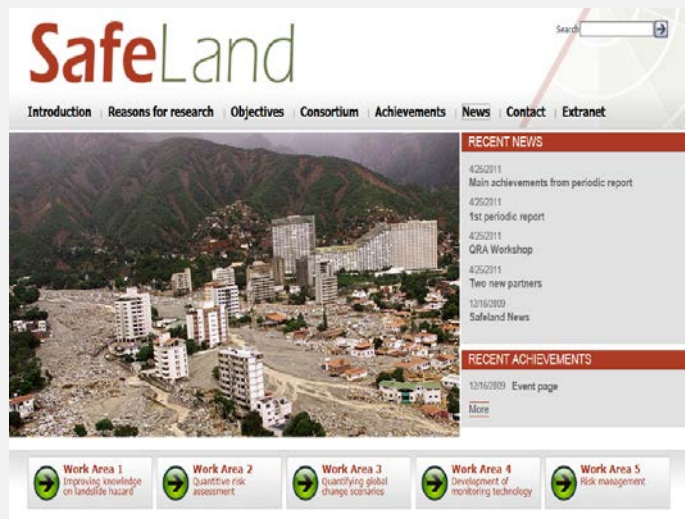 SafeLand
Search
Introduction | Reasons for research | Objectives | Consortium | Achievements | News | Contact | Extranet
RECENT NEWS
4/26/2011
Main achievements from periodic report
4/26/2011
1st periodic report
4/26/2011
QRA Workshop
4/26/2011
Two new partners
12/16/2009
Safeland News
RECENT ACHIEVEMENTS
12/16/2009 Event page
More
Work Area 1
Improving knowledge
on landslide hazard
Work Area 2
Quantitive risk
assessment
Work Area 3
Quantifying global
change scenarios
Work Area 4
Development of
monitoring technology
Work Area 5
Risk management